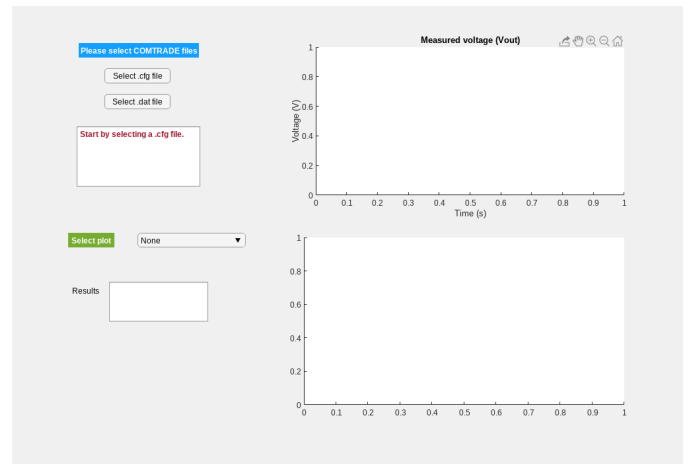 Please select COMTRADE files
Select .cfg file
Select .dat file
Start by selecting a .cfg file.
Select plot
None
Results
Measured voltage (Vout)
1
0.8
0.6
0.4
0.2
0
Voltage (V)
0 0.1 0.2 0.3 0.4 0.5 0.6 0.7 0.8 0.9 1
Time (s)
1
0.8
0.6
0.4
0.2
0
0 0.1 0.2 0.3 0.4 0.5 0.6 0.7 0.8 0.9 1